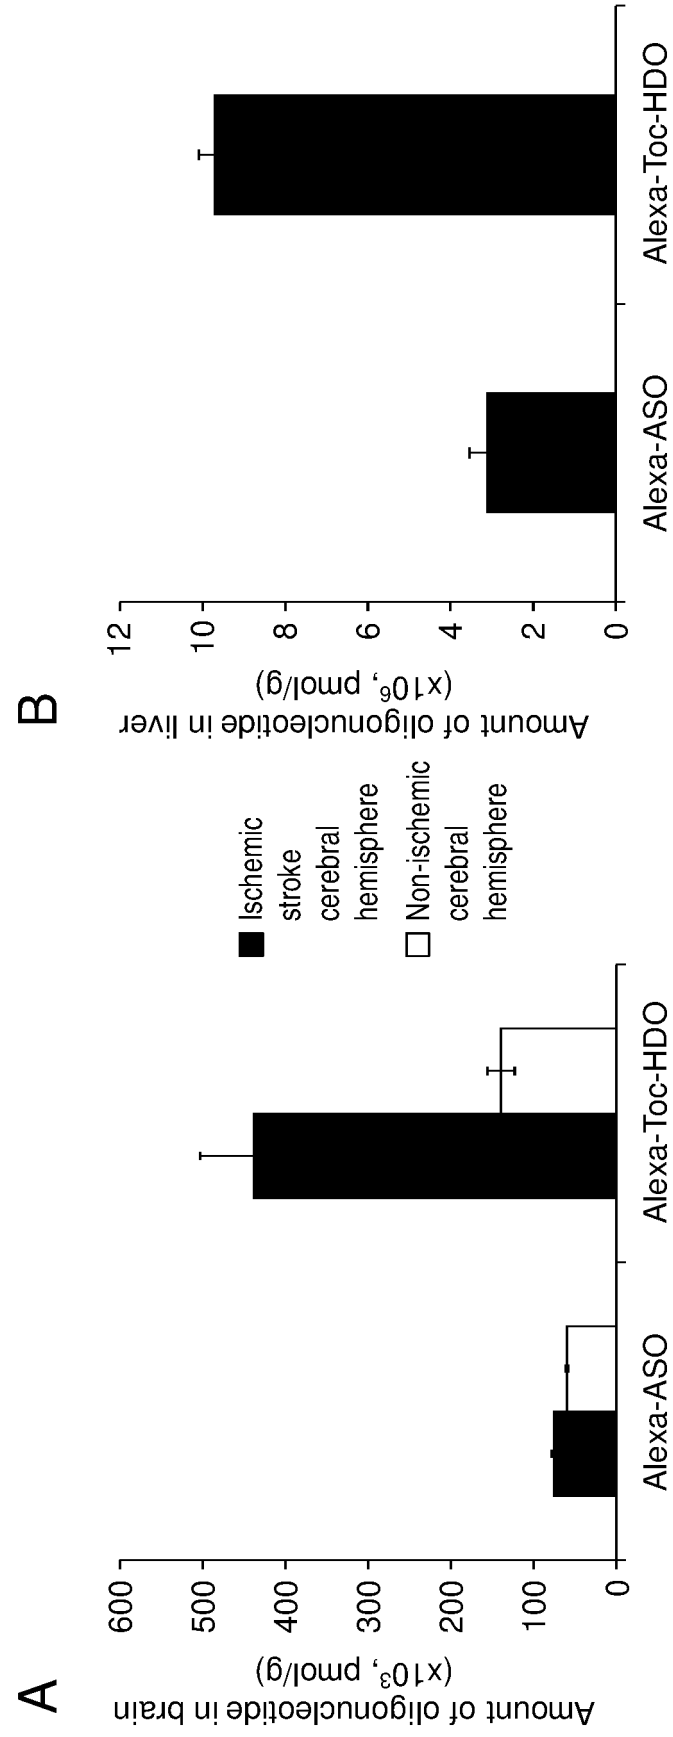 A
Amount of oligonucleotide in brain
(x10³, pmol/g)
600
500
400
300
200
100
0
Alexa-ASO
Alexa-Toc-HDO
Ischemic
stroke
cerebral
hemisphere
Non-ischemic
cerebral
hemisphere
B
Amount of oligonucleotide in liver
(x10⁶, pmol/g)
12
10
8
6
4
2
0
Alexa-ASO
Alexa-Toc-HDO